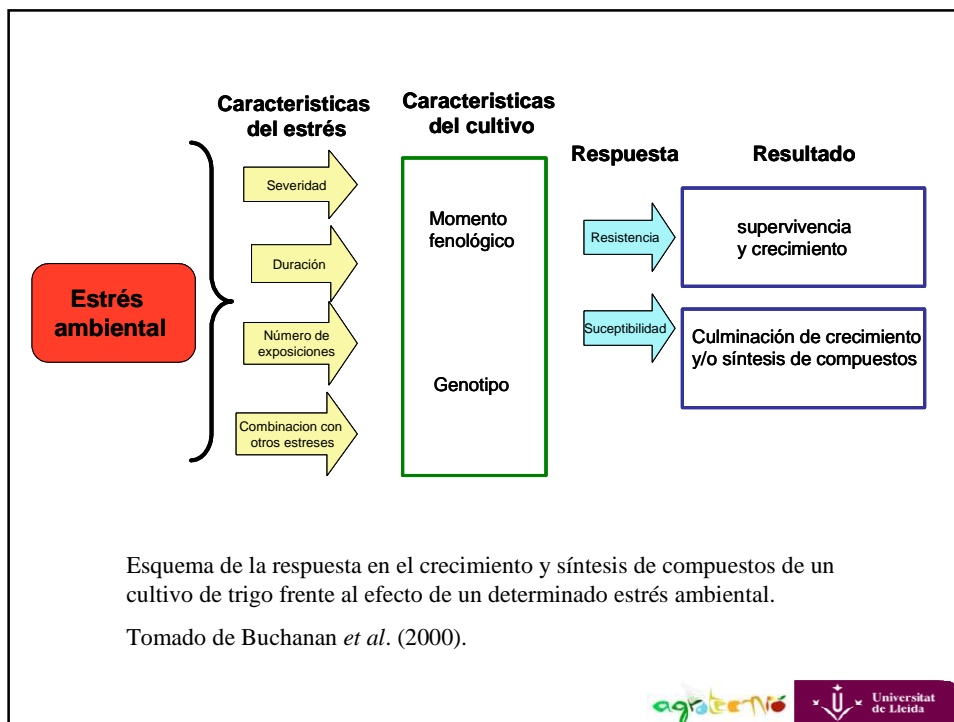 Caracteristicas
del estrés
Caracteristicas
del cultivo
Respuesta
Resultado
Estrés
ambiental
Severidad
Duración
Número de
exposiciones
Combinacion con
otros estreses
Momento
fenológico
Genotipo
Resistencia
Suceptibilidad
supervivencia
y crecimiento
Culminación de crecimiento
y/o síntesis de compuestos
Esquema de la respuesta en el crecimiento y síntesis de compuestos de un
cultivo de trigo frente al efecto de un determinado estrés ambiental.
Tomado de Buchanan et al. (2000).
agrotecnio
Universitat
de Lleida